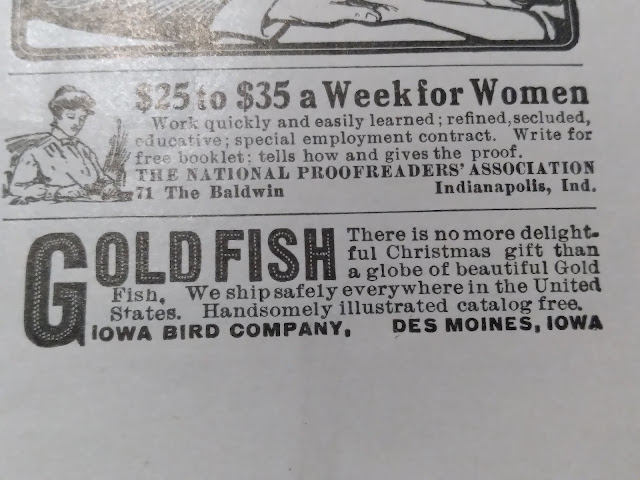 $25 to $35 a Week for Women
Work quickly and easily learned; refined, secluded,
educative; special employment contract. Write for
free booklet; tells how and gives the proof.
THE NATIONAL PROOFREADERS' ASSOCIATION
71 The Baldwin Indianapolis, Ind.
GOLD FISH There is no more delight-
ful Christmas gift than
a globe of beautiful Gold
Fish. We ship safely everywhere in the United
States. Handsomely illustrated catalog free.
IOWA BIRD COMPANY, DES MOINES, IOWA